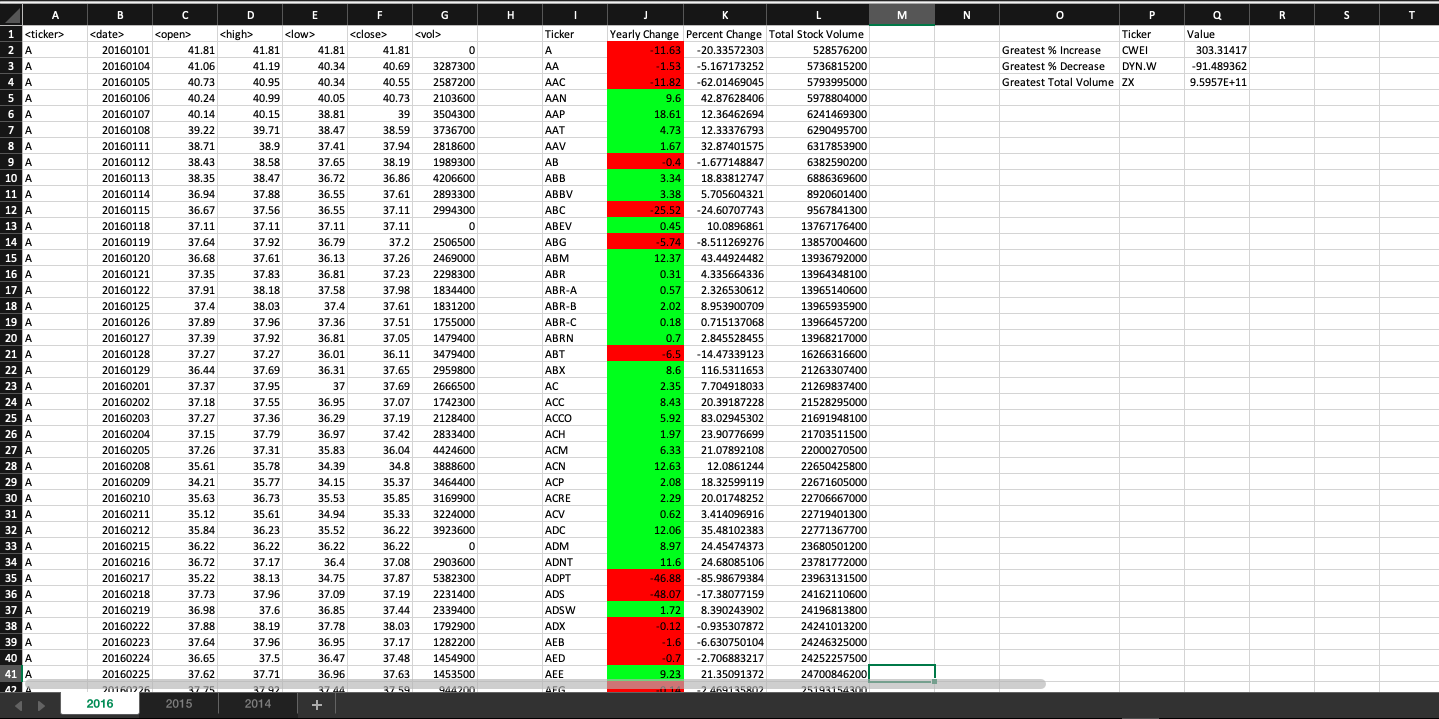 A B C D E F G H I J K L M N O P Q R S T
1 <ticker> <date> <open> <high> <low> <close> <vol> Ticker Yearly Change Percent Change Total Stock Volume Ticker Value
2 A 20160101 41.81 41.81 41.81 41.81 0 A -11.63 -20.33572303 528576200 Greatest % Increase CWEI 303.31417
3 A 20160104 41.06 41.19 40.34 40.69 3287300 AA -1.53 -5.167173252 5736815200 Greatest % Decrease DYN.W -91.489362
4 A 20160105 40.73 40.95 40.34 40.55 2587200 AAC -11.82 -62.01469045 5793995000 Greatest Total Volume ZX 9.5957E+11
5 A 20160106 40.24 40.99 40.05 40.73 2103600 AAN 9.6 42.87628406 5978804000
6 A 20160107 40.14 40.15 38.81 39 3504300 AAP 18.61 12.36462694 6241469300
7 A 20160108 39.22 39.71 38.47 38.59 3736700 AAT 4.73 12.33376793 6290495700
8 A 20160111 38.71 38.9 37.41 37.94 2818600 AAV 1.67 32.87401575 6317853900
9 A 20160112 38.43 38.58 37.65 38.19 1989300 AB -0.4 -1.677148847 6382590200
10 A 20160113 38.35 38.47 36.72 36.86 4206600 ABB 3.34 18.83812747 6886369600
11 A 20160114 36.94 37.88 36.55 37.61 2893300 ABBV 3.38 5.705604321 8920601400
12 A 20160115 36.67 37.56 36.55 37.11 2994300 ABC -25.52 -24.60707743 9567841300
13 A 20160118 37.11 37.11 37.11 37.11 0 ABEV 0.45 10.0896861 13767176400
14 A 20160119 37.64 37.92 36.79 37.2 2506500 ABG -5.74 -8.511269276 13857004600
15 A 20160120 36.68 37.61 36.13 37.26 2469000 ABM 12.37 43.44924482 13936792000
16 A 20160121 37.35 37.83 36.81 37.23 2298300 ABR 0.31 4.335664336 13964348100
17 A 20160122 37.91 38.18 37.58 37.98 1834400 ABR-A 0.57 2.326530612 13965140600
18 A 20160125 37.4 38.03 37.4 37.61 1831200 ABR-B 2.02 8.953900709 13965935900
19 A 20160126 37.89 37.96 37.36 37.51 1755000 ABR-C 0.18 0.715137068 13966457200
20 A 20160127 37.39 37.92 36.81 37.05 1479400 ABRN 0.7 2.845528455 13968217000
21 A 20160128 37.27 37.27 36.01 36.11 3479400 ABT -6.5 -14.47339123 16266316600
22 A 20160129 36.44 37.69 36.31 37.65 2959800 ABX 8.6 116.5311653 21263307400
23 A 20160201 37.37 37.95 37 37.69 2666500 AC 2.35 7.704918033 21269837400
24 A 20160202 37.18 37.55 36.95 37.07 1742300 ACC 8.43 20.39187228 21528295000
25 A 20160203 37.27 37.36 36.29 37.19 2128400 ACCO 5.92 83.02945302 21691948100
26 A 20160204 37.15 37.79 36.97 37.42 2833400 ACH 1.97 23.90776699 21703511500
27 A 20160205 37.26 37.31 35.83 36.04 4424600 ACM 6.33 21.07892108 22000270500
28 A 20160208 35.61 35.78 34.39 34.8 3888600 ACN 12.63 12.0861244 22650425800
29 A 20160209 34.21 35.77 34.15 35.37 3464400 ACP 2.08 18.32599119 22671605000
30 A 20160210 35.63 36.73 35.53 35.85 3169900 ACRE 2.29 20.01748252 22706667000
31 A 20160211 35.12 35.61 34.94 35.33 3224000 ACV 0.62 3.414096916 22719401300
32 A 20160212 35.84 36.23 35.52 36.22 3923600 ADC 12.06 35.48102383 22771367700
33 A 20160215 36.22 36.22 36.22 36.22 0 ADM 8.97 24.45474373 23680501200
34 A 20160216 36.72 37.17 36.4 37.08 2903600 ADNT 11.6 24.68085106 23781772000
35 A 20160217 35.22 38.13 34.75 37.87 5382300 ADPT -46.88 -85.98679384 23963131500
36 A 20160218 37.73 37.96 37.09 37.19 2231400 ADS -48.07 -17.38077159 24162110600
37 A 20160219 36.98 37.6 36.85 37.44 2339400 ADSW 1.72 8.390243902 24196813800
38 A 20160222 37.88 38.19 37.78 38.03 1792900 ADX -0.12 -0.935307872 24241013200
39 A 20160223 37.64 37.96 36.95 37.17 1282200 AEB -1.6 -6.630750104 24246325000
40 A 20160224 36.65 37.5 36.47 37.48 1454900 AED -0.7 -2.706883217 24252257500
41 A 20160225 37.62 37.71 36.96 37.63 1453500 AEE 9.23 21.35091372 24700846200
42 A 20160226 37.75 37.92 37.44 37.59 944200 AEG -0.14 -2.469135802 25193154300
2016 2015 2014 +